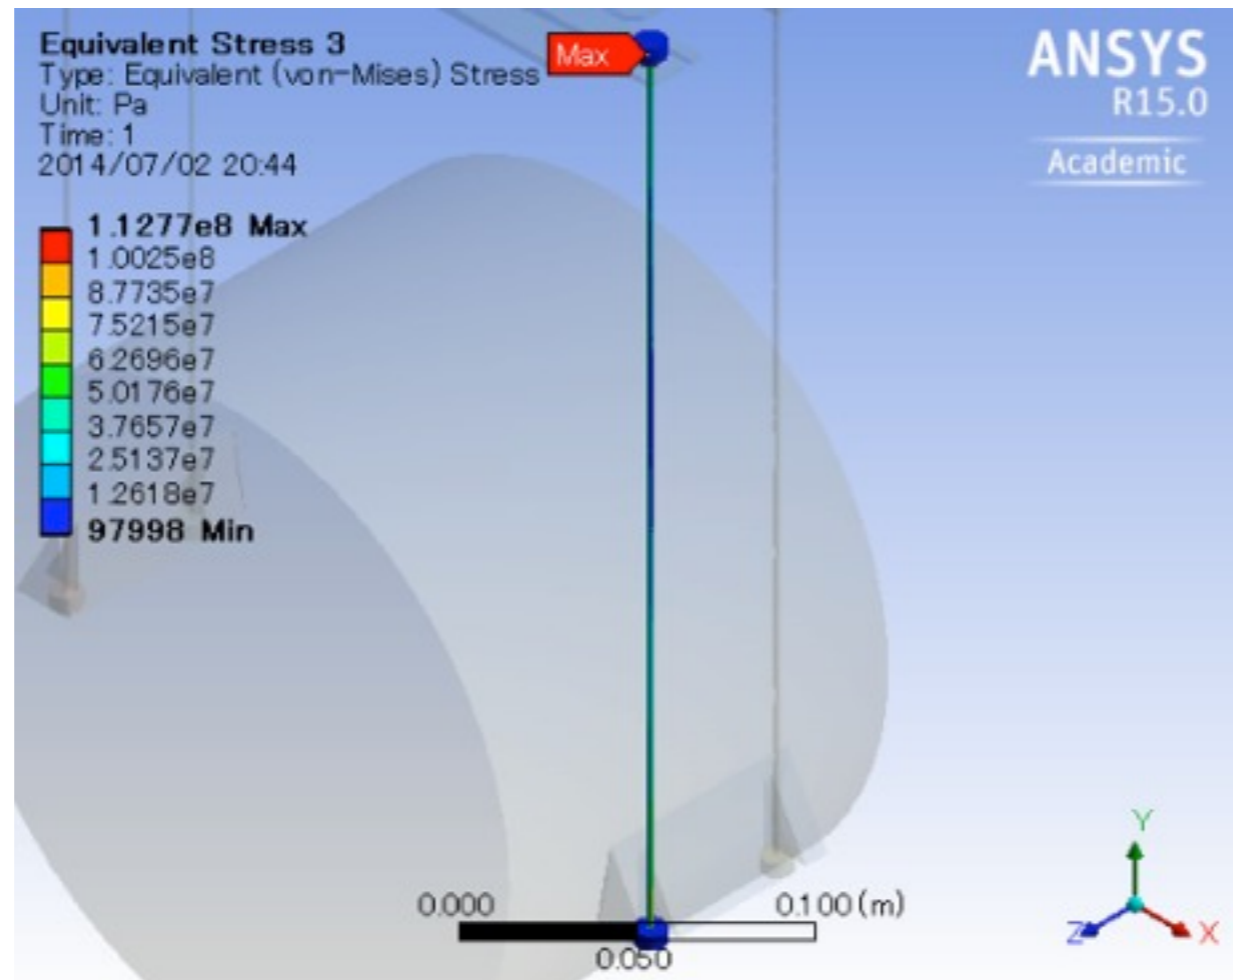 Equivalent Stress 3
Type: Equivalent (von-Mises) Stress
Unit: Pa
Time: 1
2014/07/02 20:44
Max
ANSYS
R15.0
Academic
1.1277e8 Max
1.0025e8
8.7735e7
7.5215e7
6.2696e7
5.0176e7
3.7657e7
2.5137e7
1.2618e7
97998 Min
0.000
0.100 (m)
0.050
Y
Z
X